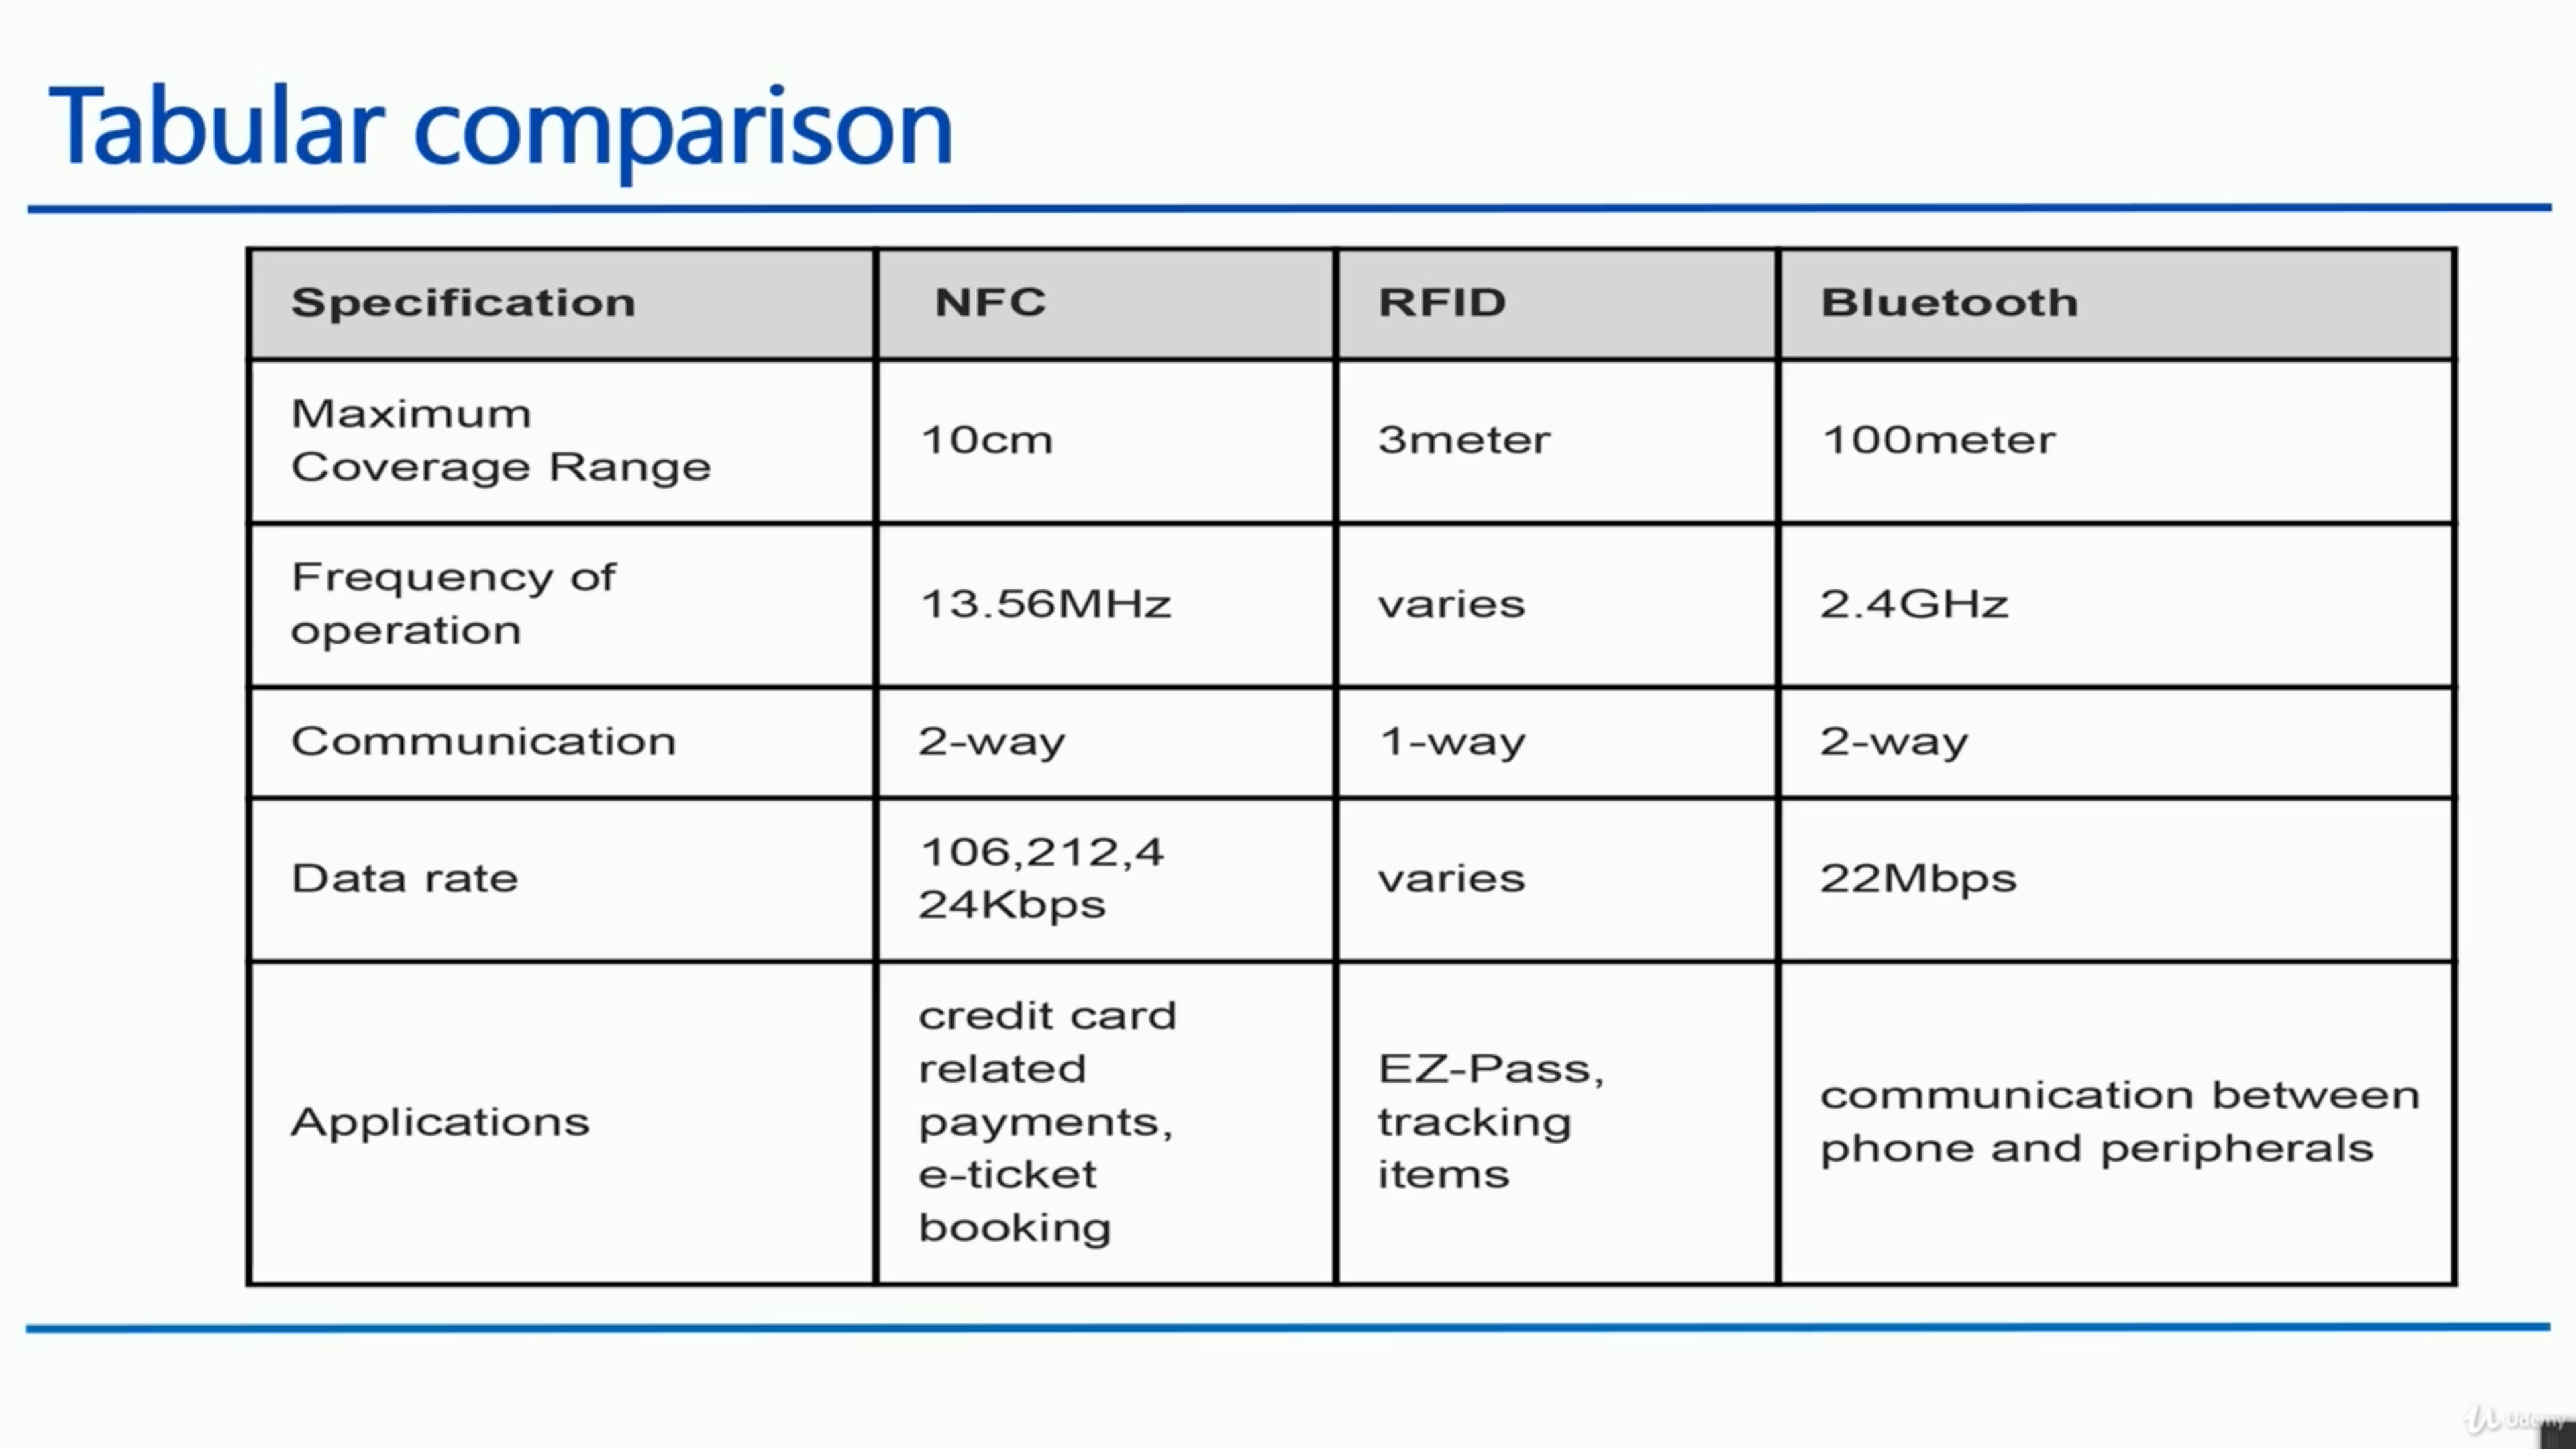 Tabular comparison
Specification NFC RFID Bluetooth
Maximum
Coverage Range
10cm
3meter
100meter
Frequency of
operation
13.56MHz
varies
2.4GHz
Communication
2-way
1-way
2-way
Data rate
106,212,4
24Kbps
varies
22Mbps
Applications
credit card
related
payments,
e-ticket
booking
EZ-Pass,
tracking
items
communication between
phone and peripherals
Udemy